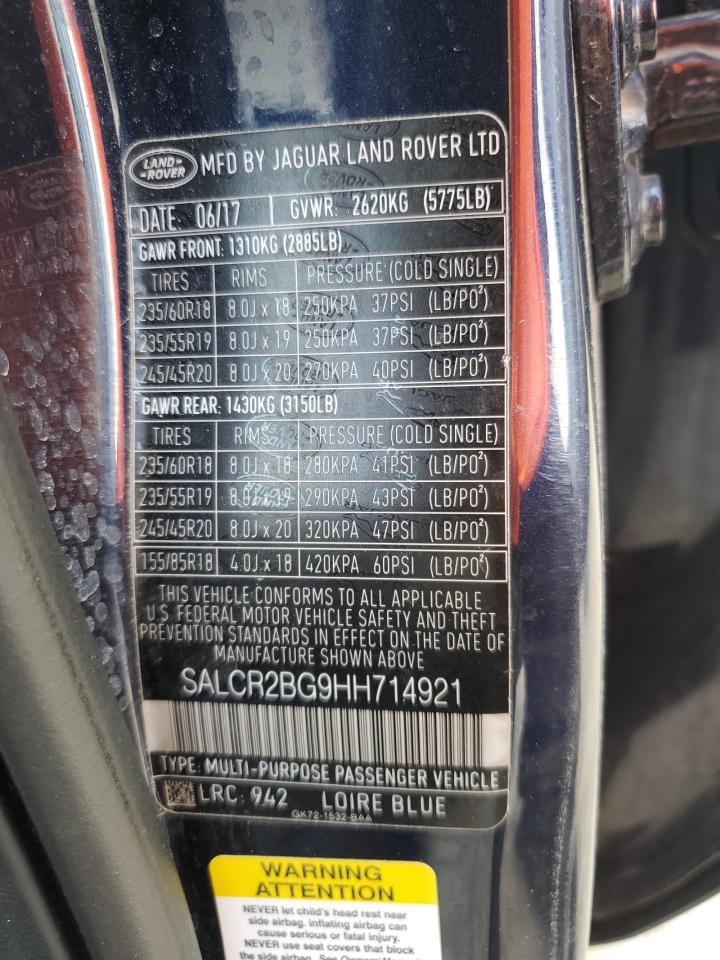 LAND-ROVER MFD BY JAGUAR LAND ROVER LTD
DATE: 06/17 GVWR: 2620KG (5775LB)
GAWR FRONT: 1310KG (2885LB)
TIRES RIMS PRESSURE (COLD SINGLE)
235/60R18 8.0J x 18 250KPA 37PSI (LB/PO²)
235/55R19 8.0J x 19 250KPA 37PSI (LB/PO²)
245/45R20 8.0J x 20 270KPA 40PSI (LB/PO²)
GAWR REAR: 1430KG (3150LB)
TIRES RIMS PRESSURE (COLD SINGLE)
235/60R18 8.0J x 18 280KPA 41PSI (LB/PO²)
235/55R19 8.0J x 19 290KPA 43PSI (LB/PO²)
245/45R20 8.0J x 20 320KPA 47PSI (LB/PO²)
155/85R18 4.0J x 18 420KPA 60PSI (LB/PO²)
THIS VEHICLE CONFORMS TO ALL APPLICABLE
U.S. FEDERAL MOTOR VEHICLE SAFETY AND THEFT
PREVENTION STANDARDS IN EFFECT ON THE DATE OF
MANUFACTURE SHOWN ABOVE
SALCR2BG9HH714921
TYPE: MULTI-PURPOSE PASSENGER VEHICLE
LRC: 942 LOIRE BLUE
GK72-1532-BAA
WARNING
ATTENTION
NEVER let child's head rest near
side airbag. inflating airbag can
cause serious or fatal injury.
NEVER use seat covers that block
the side airbag. See Owner's